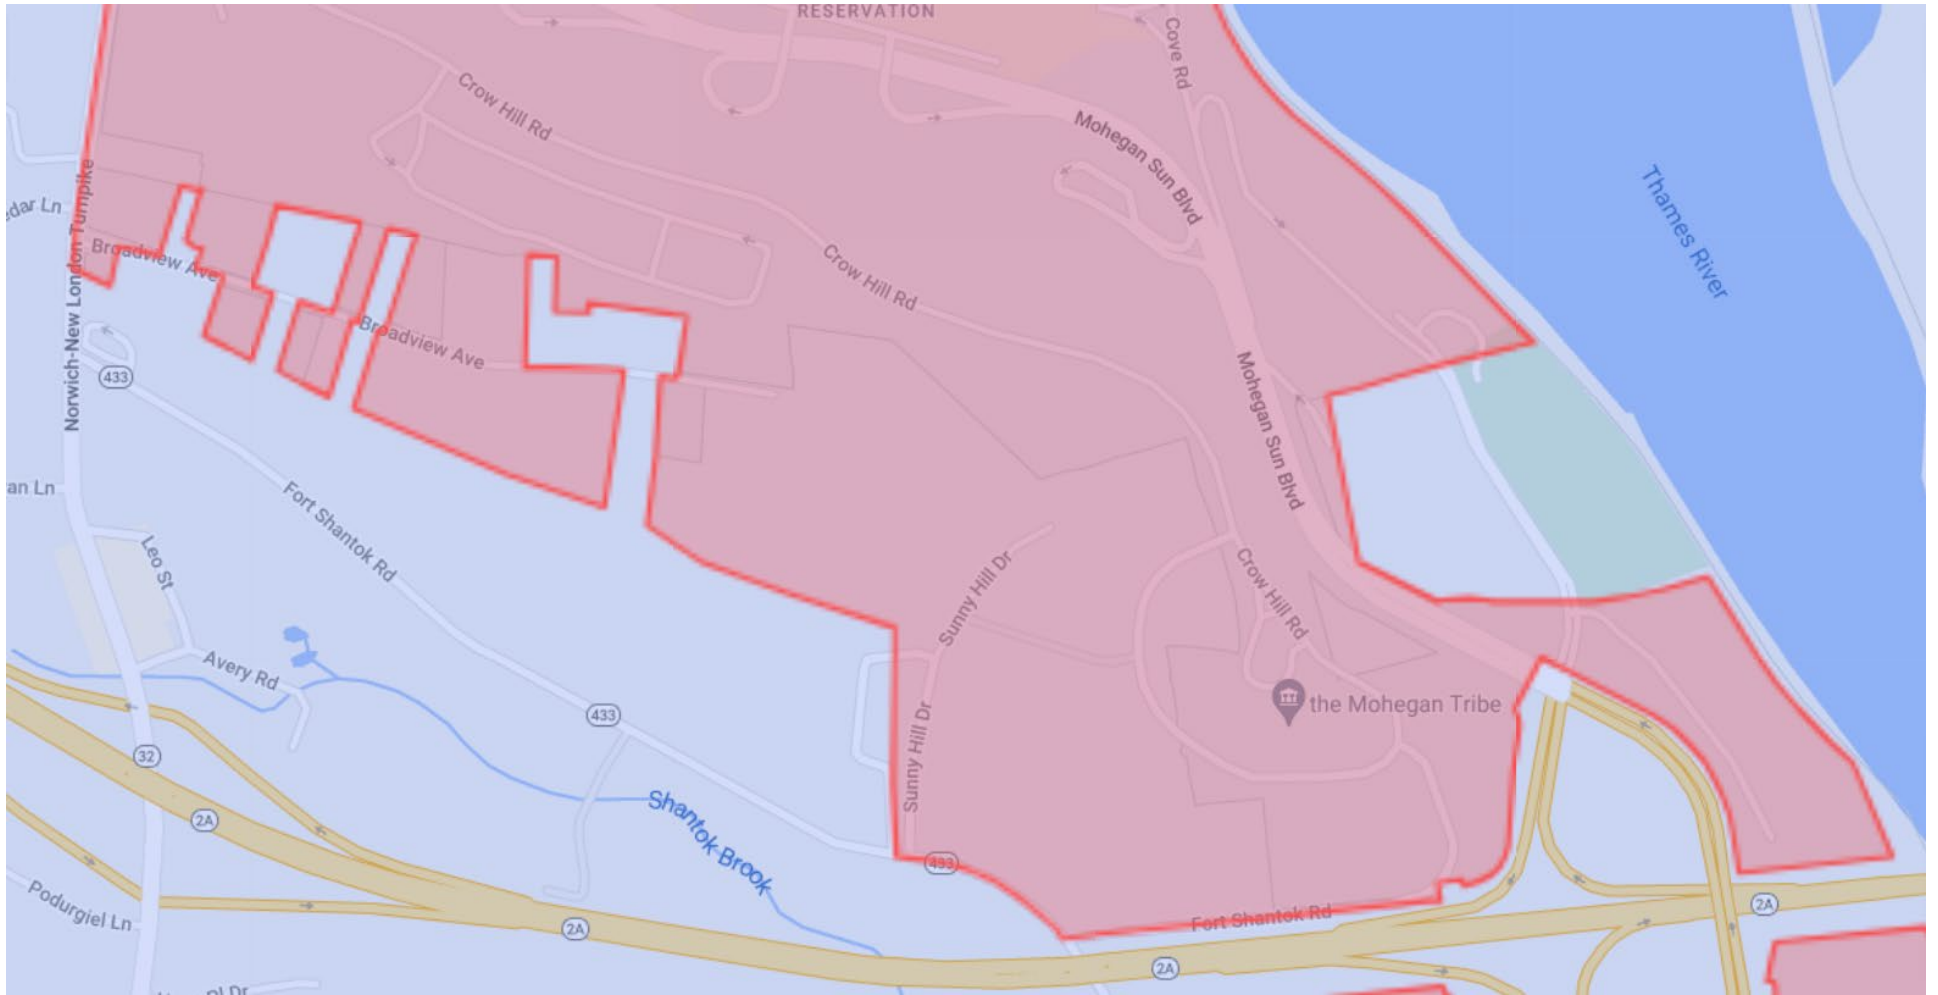 RESERVATION
Cove Rd
Crow Hill Rd
Mohegan Sun Blvd
Thames River
Norwich-New London Turnpike
edar Ln
Broadview Ave
Crow Hill Rd
Broadview Ave
433
Mohegan Sun Blvd
an Ln
Fort Shantok Rd
Leo St
Sunny Hill Dr
Crow Hill Rd
Avery Rd
433
the Mohegan Tribe
32
Sunny Hill Dr
2A
Shantok Brook
433
Podurgiel Ln
Fort Shantok Rd
2A
2A
2A
Dr